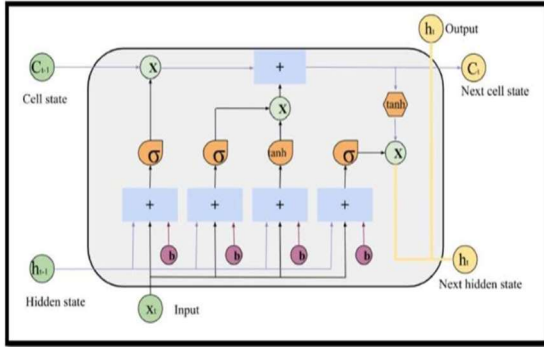 hₜ Output
Cₜ₋₁ x + Cₜ
Cell state Next cell state
x tanh
σ σ tanh σ x
+ + + +
b b b b
hₜ₋₁ hₜ
Hidden state Next hidden state
Xₜ Input